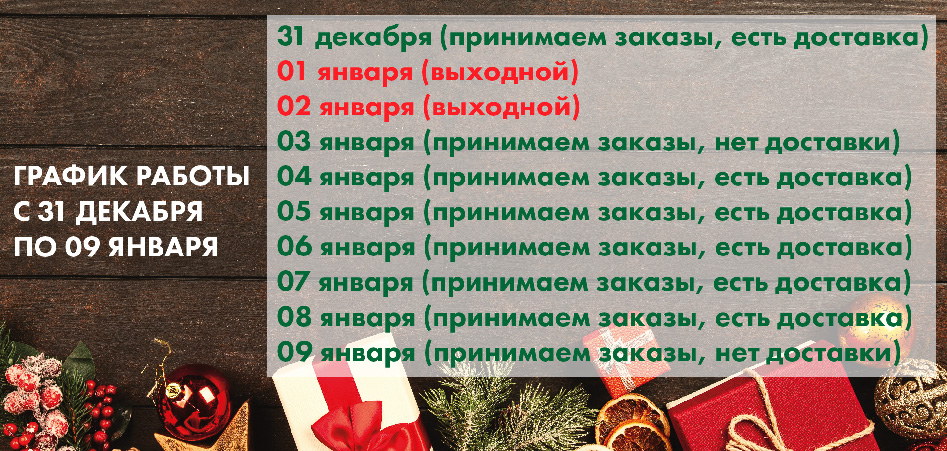 ГРАФИК РАБОТЫ
С 31 ДЕКАБРЯ
ПО 09 ЯНВАРЯ
31 декабря (принимаем заказы, есть доставка)
01 января (выходной)
02 января (выходной)
03 января (принимаем заказы, нет доставки)
04 января (принимаем заказы, есть доставка)
05 января (принимаем заказы, есть доставка)
06 января (принимаем заказы, есть доставка)
07 января (принимаем заказы, есть доставка)
08 января (принимаем заказы, есть доставка)
09 января (принимаем заказы, нет доставки)